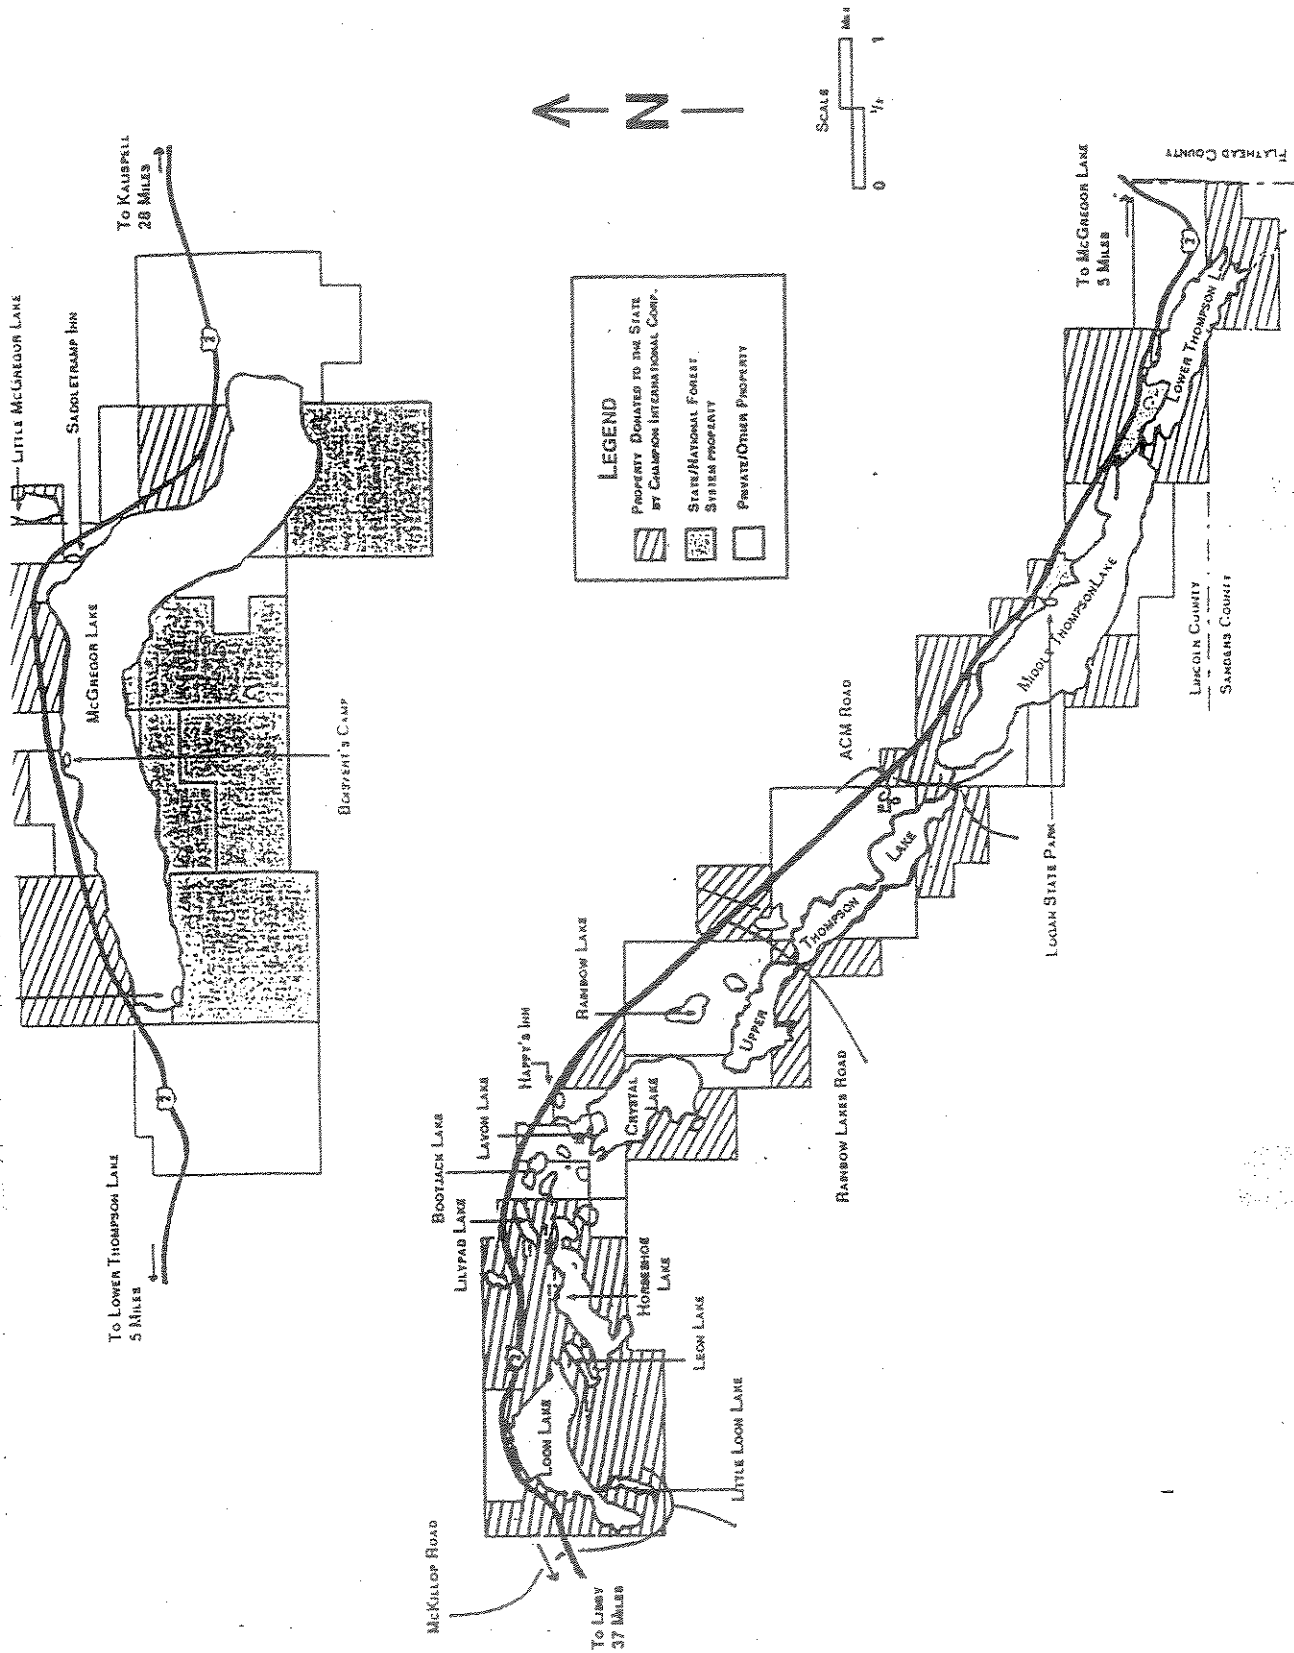 LITTLE MCGREGOR LAKE
SADDLETRAMP INN
TO KALISPELL
28 MILES
2
MCGREGOR LAKE
2
TO LOWER THOMPSON LAKE
5 MILES
N
SCALE
0
1/2
1
LEGEND
PROPERTY DONATED TO THE STATE
BY CHAMPION INTERNATIONAL CORP.
STATE/NATIONAL FOREST
SYSTEM PROPERTY
PRIVATE/OTHER PROPERTY
MCKILLOP ROAD
TO LIBBY
37 MILES
LOON LAKE
LITTLE LOON LAKE
2
LEON LAKE
HORSESHOE
LAKE
LILYPAD LAKE
BOOTJACK LAKE
LAVON LAKE
HAPPY'S INN
CRYSTAL
LAKE
RAINBOW LAKE
RAINBOW LAKES ROAD
UPPER
THOMPSON
LAKE
ACM ROAD
LOGAN STATE PARK
MIDDLE THOMPSON LAKE
LOWER THOMPSON L.
2
TO MCGREGOR LAKE
5 MILES
LINCOLN COUNTY
SANDERS COUNTY
FLATHEAD COUNTY